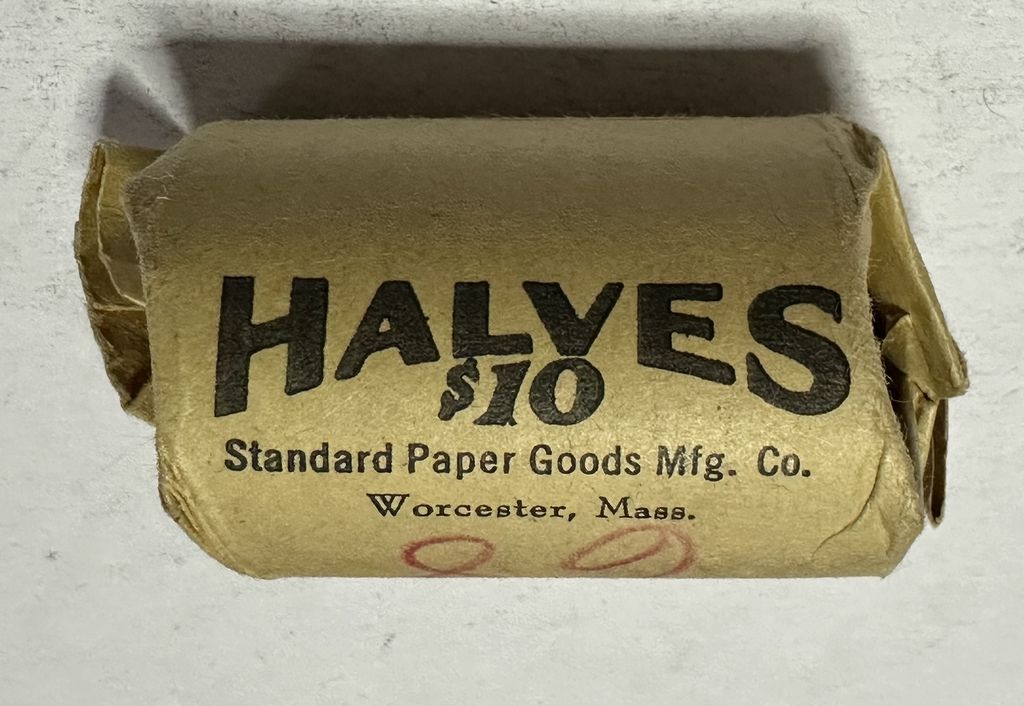 HALVES
$10
Standard Paper Goods Mfg. Co.
Worcester, Mass.